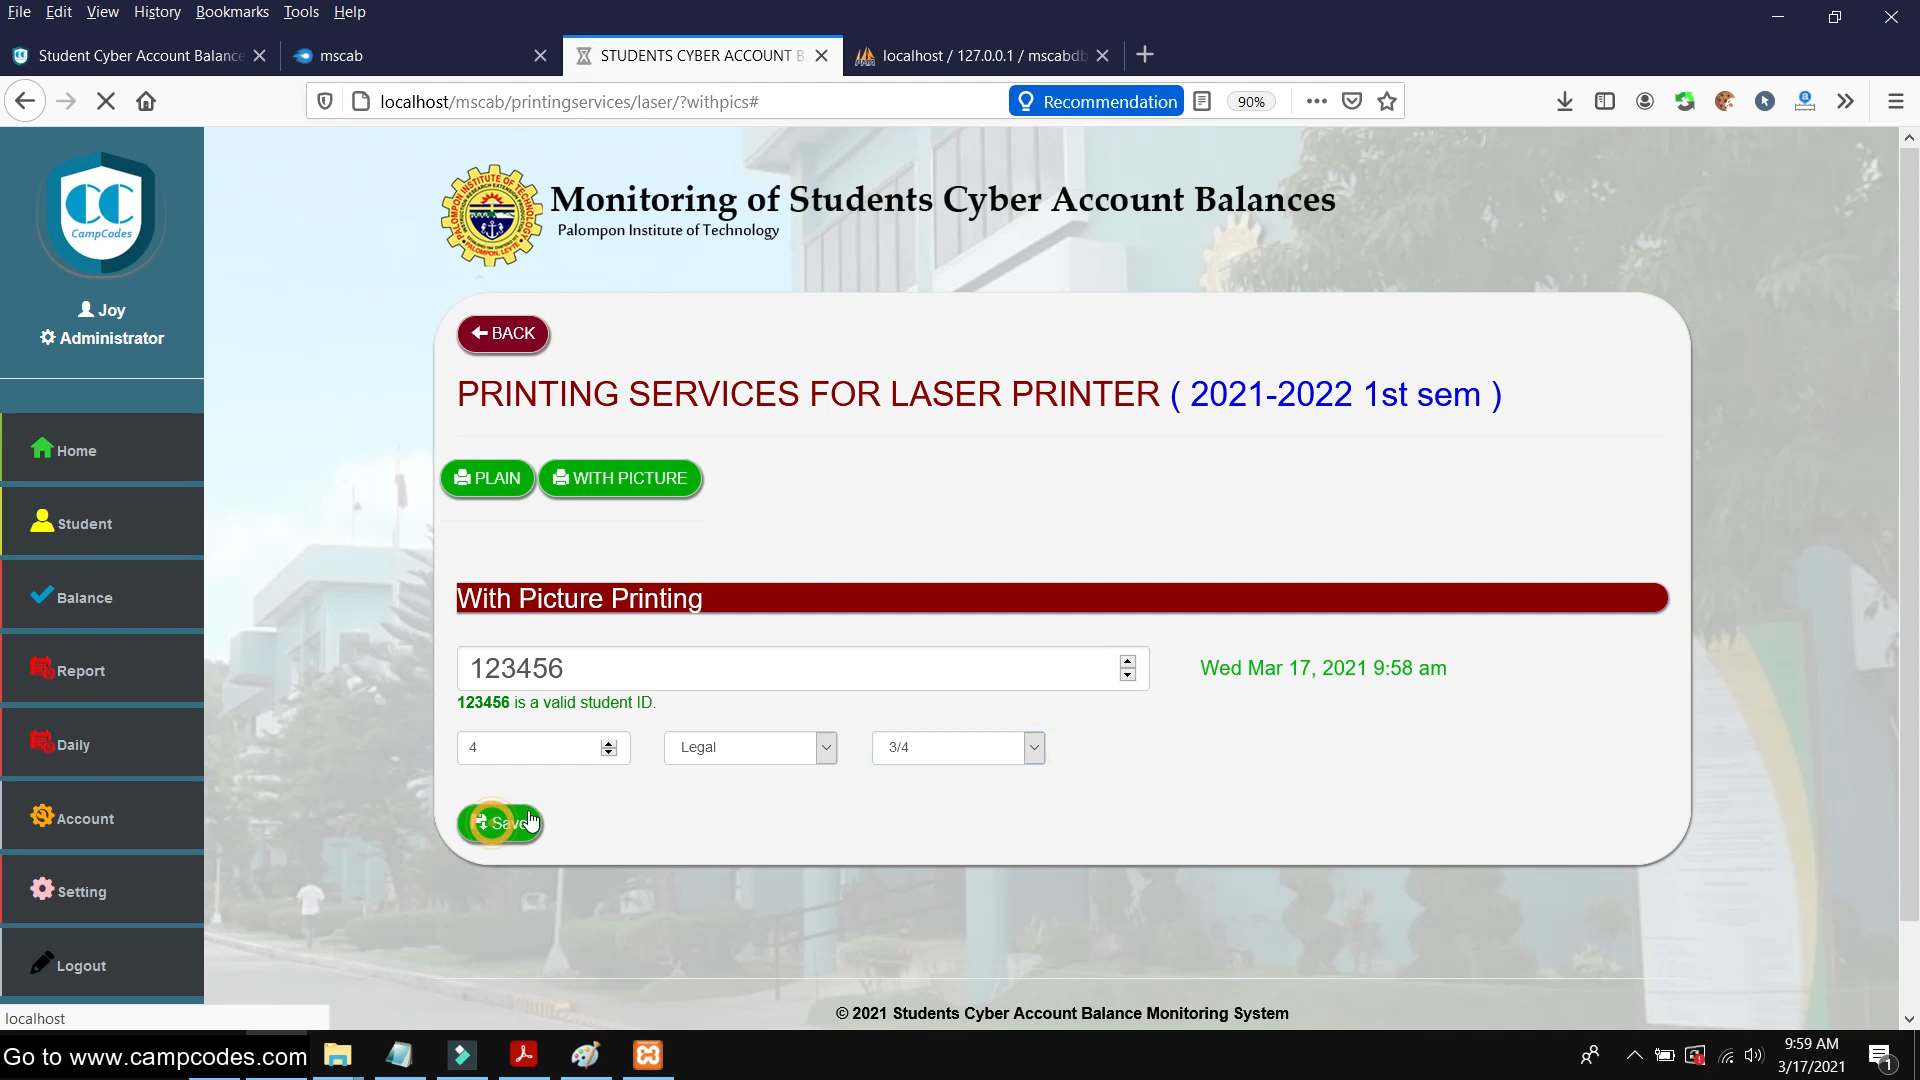 File Edit View History Bookmarks Tools Help
Student Cyber Account Balance
mscab
STUDENTS CYBER ACCOUNT B
localhost / 127.0.0.1 / mscabdb
localhost/mscab/printingservices/laser/?withpics#
Recommendation
90%
CC
CampCodes
Joy
Administrator
Home
Student
Balance
Report
Daily
Account
Setting
Logout
Monitoring of Students Cyber Account Balances
Palompon Institute of Technology
BACK
PRINTING SERVICES FOR LASER PRINTER ( 2021-2022 1st sem )
PLAIN
WITH PICTURE
With Picture Printing
123456
Wed Mar 17, 2021 9:58 am
123456 is a valid student ID.
4
Legal
3/4
Save
© 2021 Students Cyber Account Balance Monitoring System
localhost
Go to www.campcodes.com
9:59 AM
3/17/2021
1